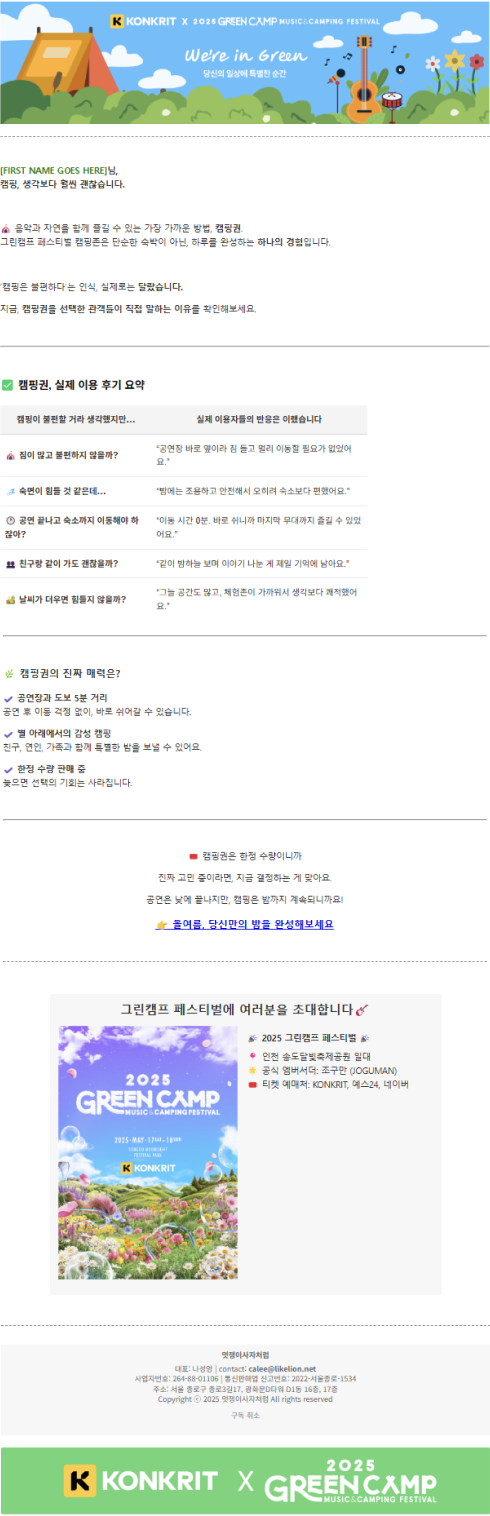 KONKRIT X 2025 GREEN CAMP MUSIC&CAMPING FESTIVAL
We're in Green
당신의 일상에 특별한 순간
[FIRST NAME GOES HERE]님,
캠핑, 생각보다 훨씬 괜찮습니다.
음악과 자연을 함께 즐길 수 있는 가장 가까운 방법, 캠핑권.
그린캠프 페스티벌 캠핑존은 단순한 숙박이 아닌, 하루를 완성하는 하나의 경험입니다.
'캠핑은 불편하다'는 인식, 실제로는 달랐습니다.
지금, 캠핑권을 선택한 관객들이 직접 말하는 이유를 확인해보세요.
✅ 캠핑권, 실제 이용 후기 요약
캠핑이 불편할 거라 생각했지만… 실제 이용자들의 반응은 이랬습니다
짐이 많고 불편하지 않을까? "공연장 바로 옆이라 짐 들고 멀리 이동할 필요가 없었어
요."
숙면이 힘들 것 같은데… "밤에는 조용하고 안전해서 오히려 숙소보다 편했어요."
공연 끝나고 숙소까지 이동해야 하 "이동 시간 0분. 바로 쉬니까 마지막 무대까지 즐길 수 있었
잖아? 어요."
친구랑 같이 가도 괜찮을까? "같이 밤하늘 보며 이야기 나눈 게 제일 기억에 남아요."
날씨가 더우면 힘들지 않을까? "그늘 공간도 많고, 체험존이 가까워서 생각보다 쾌적했어
요."
🌿 캠핑권의 진짜 매력은?
✔ 공연장과 도보 5분 거리
공연 후 이동 걱정 없이, 바로 쉬어갈 수 있습니다.
✔ 별 아래에서의 감성 캠핑
친구, 연인, 가족과 함께 특별한 밤을 보낼 수 있어요.
✔ 한정 수량 판매 중
늦으면 선택의 기회는 사라집니다.
캠핑권은 한정 수량이니까
진짜 고민 중이라면, 지금 결정하는 게 맞아요.
공연은 낮에 끝나지만, 캠핑은 밤까지 계속되니까요!
👉 올여름, 당신만의 밤을 완성해보세요
그린캠프 페스티벌에 여러분을 초대합니다🎸
2025
GREEN CAMP
MUSIC&CAMPING FESTIVAL
2025·MAY·17SAT-18SUN
SONGDO MOONLIGHT
FESTIVAL PARK
KONKRIT
🎉 2025 그린캠프 페스티벌 🎉
📍 인천 송도달빛축제공원 일대
🌟 공식 앰버서더: 조구만 (JOGUMAN)
🎟 티켓 예매처: KONKRIT, 예스24, 네이버
멋쟁이사자처럼
대표: 나성영 | contact: calee@likelion.net
사업자번호: 264-88-01106 | 통신판매업 신고번호: 2022-서울종로-1534
주소: 서울 종로구 종로3길17, 광화문D타워 D1동 16층, 17층
Copyright ⓒ 2025 멋쟁이사자처럼 All rights reserved
구독 취소
KONKRIT X 2025 GREEN CAMP MUSIC&CAMPING FESTIVAL